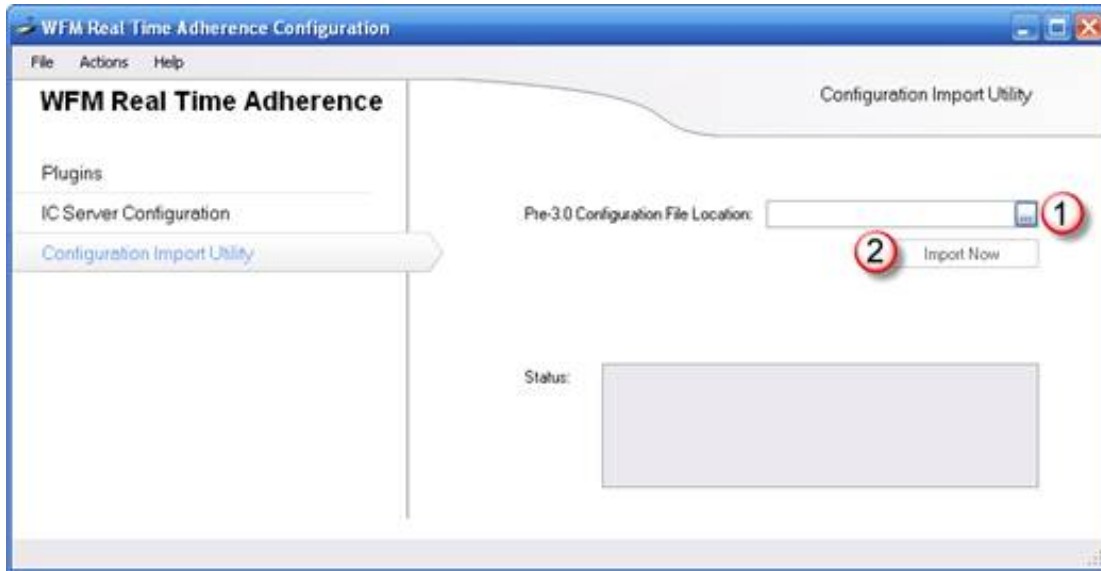 WFM Real Time Adherence Configuration
File Actions Help
WFM Real Time Adherence
Configuration Import Utility
Plugins
IC Server Configuration
Configuration Import Utility
Pre-3.0 Configuration File Location:
...
1
2
Import Now
Status: